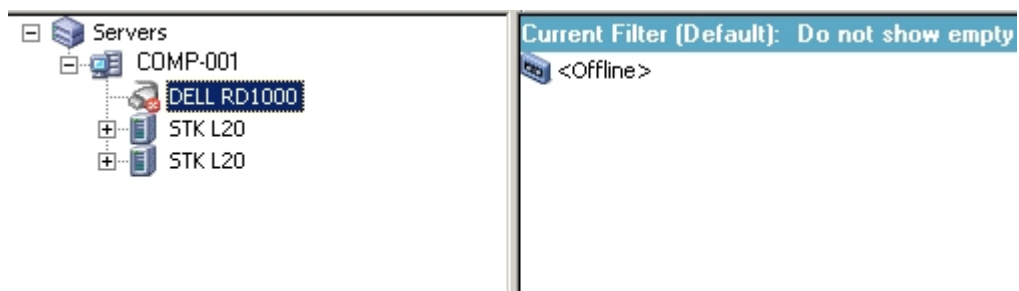 Servers
COMP-001
DELL RD1000
STK L20
STK L20
Current Filter (Default): Do not show empty
<Offline>